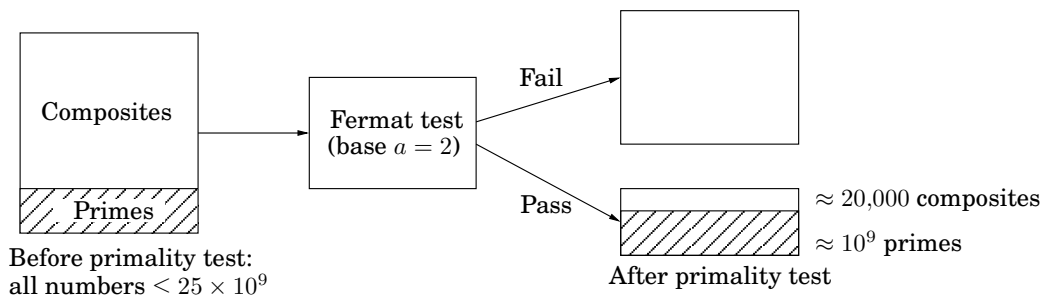 Composites
Primes
Before primality test:
all numbers < 25 × 10⁹
Fermat test
(base a = 2)
Fail
Pass
≈ 20,000 composites
≈ 10⁹ primes
After primality test